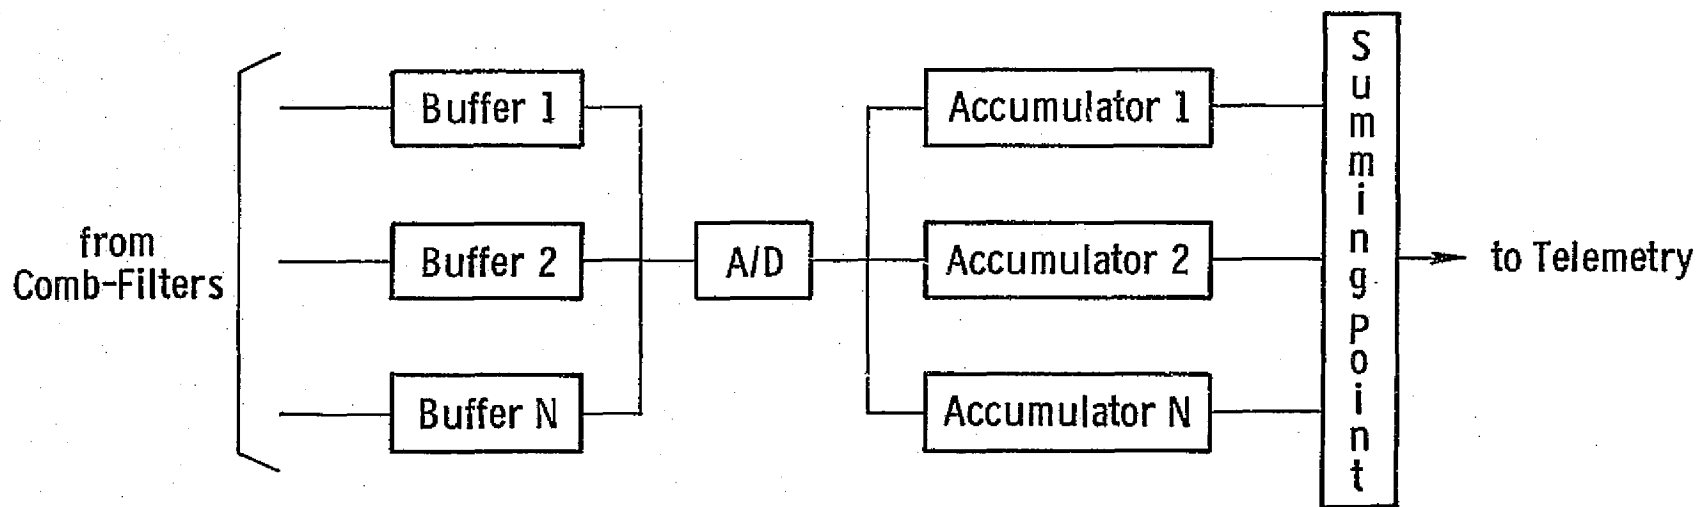 from
Comb-Filters
Buffer 1
Buffer 2
Buffer N
A/D
Accumulator 1
Accumulator 2
Accumulator N
Summing Point
to Telemetry